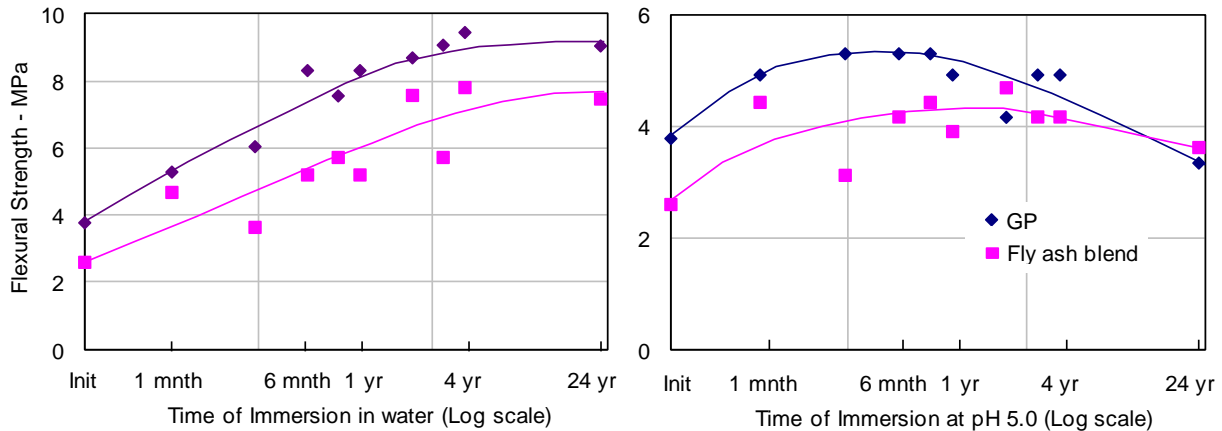 Flexural Strength - MPa
10
8
6
4
2
0
Init 1 mnth 6 mnth 1 yr 4 yr 24 yr
Time of Immersion in water (Log scale)
6
4
2
0
GP
Fly ash blend
Init 1 mnth 6 mnth 1 yr 4 yr 24 yr
Time of Immersion at pH 5.0 (Log scale)